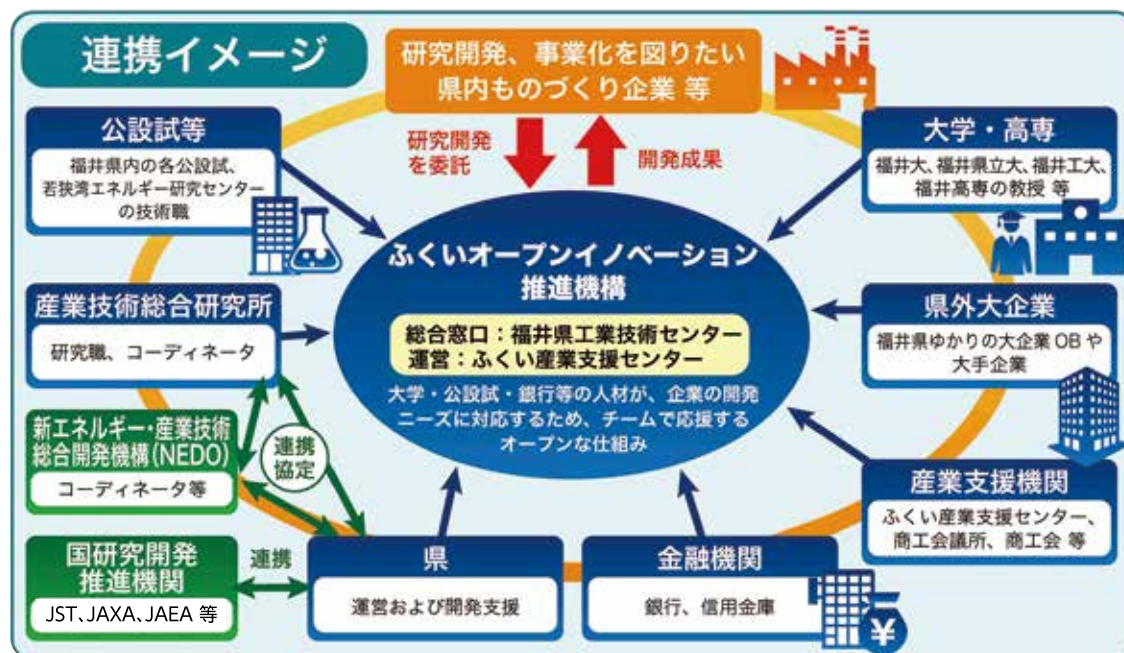 連携イメージ
研究開発、事業化を図りたい
県内ものづくり企業 等
研究開発
を委託
開発成果
公設試等
福井県内の各公設試、
若狭湾エネルギー研究センター
の技術職
大学・高専
福井大、福井県立大、福井工大、
福井高専の教授 等
ふくいオープンイノベーション
推進機構
総合窓口：福井県工業技術センター
運営：ふくい産業支援センター
大学・公設試・銀行等の人材が、企業の開発
ニーズに対応するため、チームで応援する
オープンな仕組み
産業技術総合研究所
研究職、コーディネータ
県外大企業
福井県ゆかりの大企業 OB や
大手企業
新エネルギー・産業技術
総合開発機構(NEDO)
コーディネータ等
連携
協定
産業支援機関
ふくい産業支援センター、
商工会議所、商工会 等
国研究開発
推進機関
JST、JAXA、JAEA 等
連携
県
運営および開発支援
金融機関
銀行、信用金庫
¥